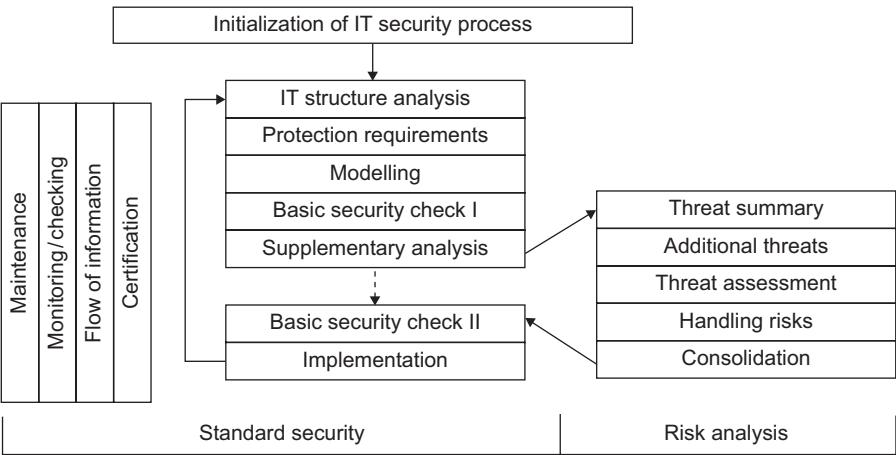 Initialization of IT security process
Maintenance
Monitoring/checking
Flow of information
Certification
IT structure analysis
Protection requirements
Modelling
Basic security check I
Supplementary analysis
Basic security check II
Implementation
Threat summary
Additional threats
Threat assessment
Handling risks
Consolidation
Standard security
Risk analysis